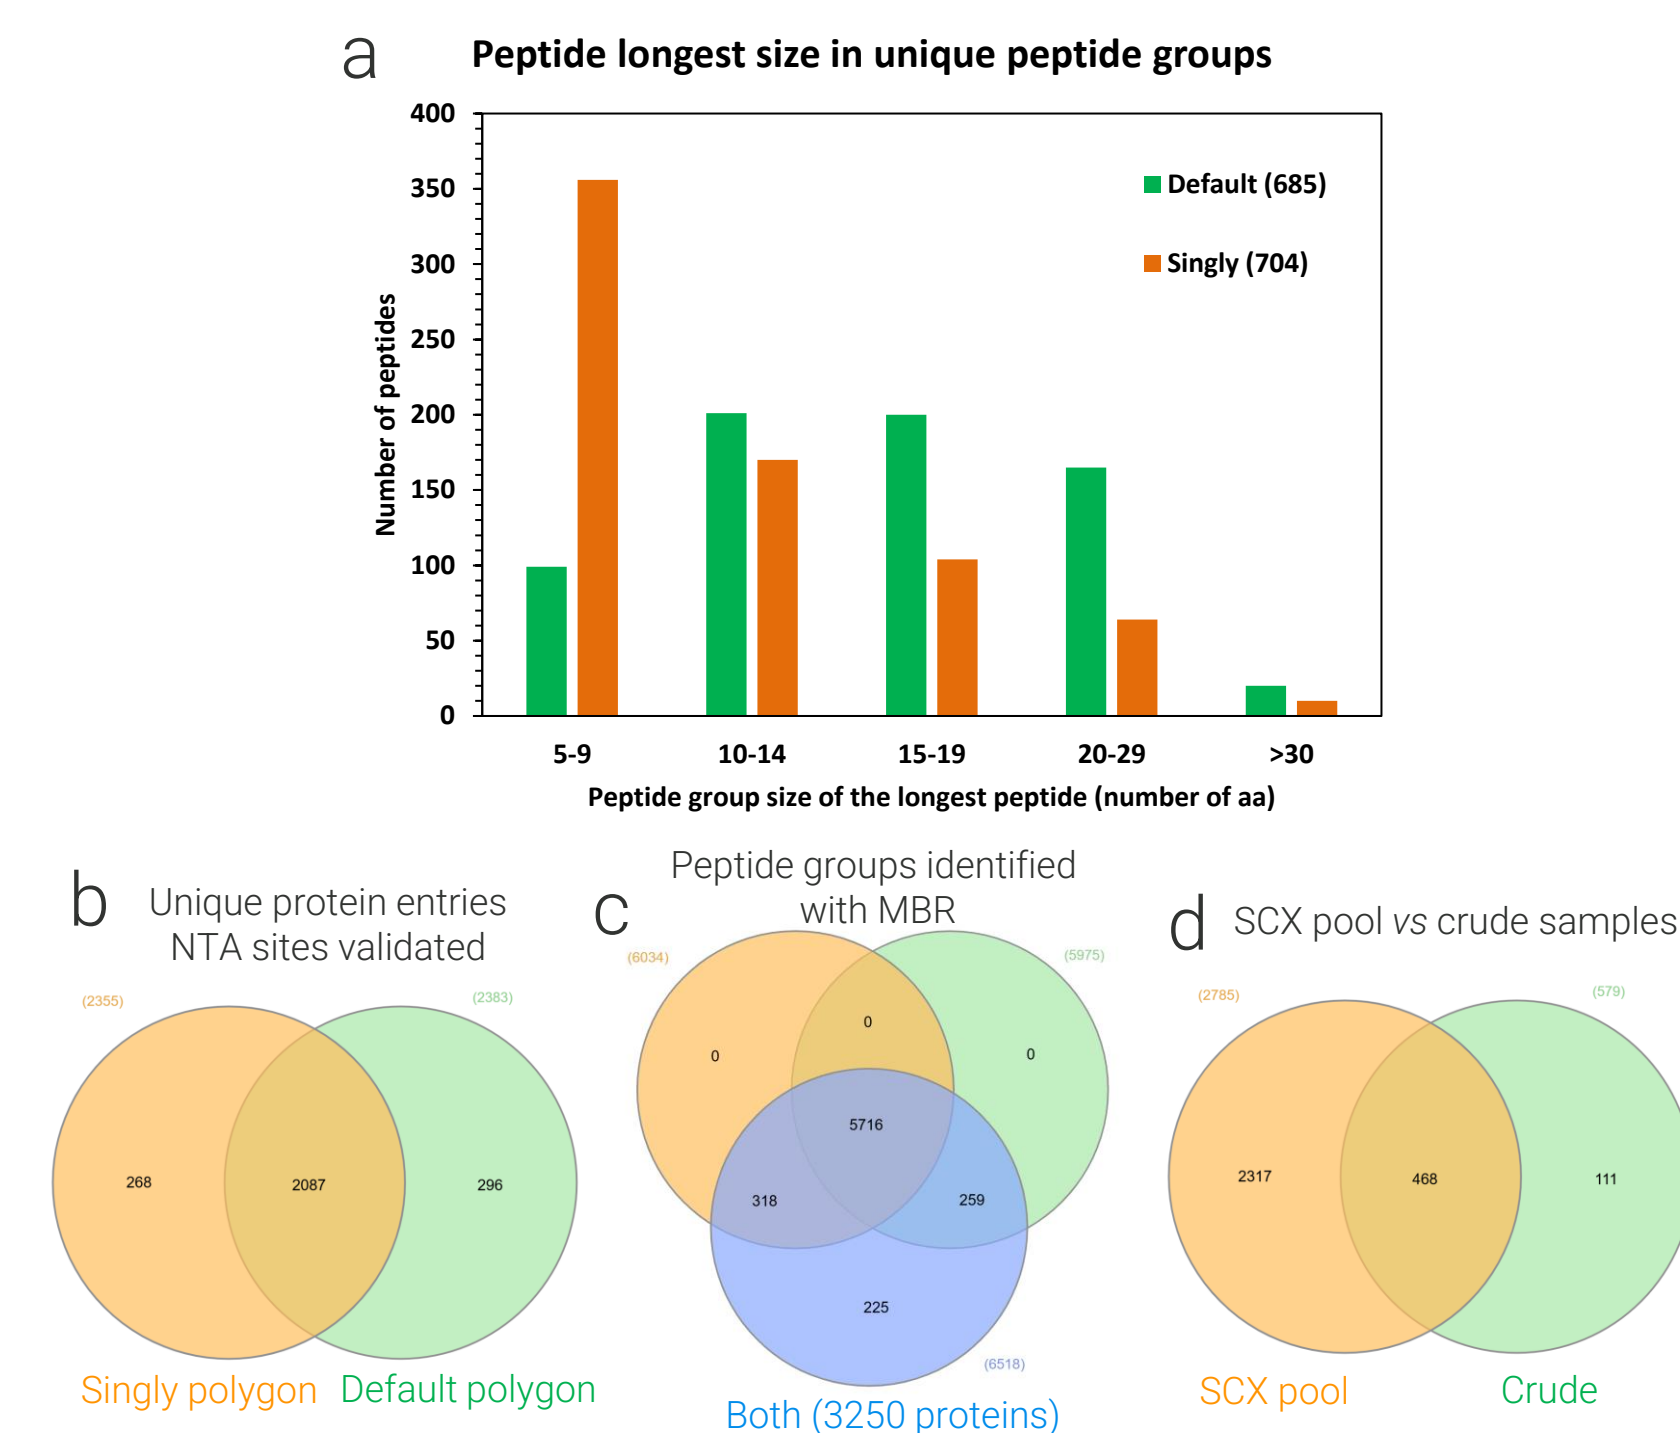 a
Peptide longest size in unique peptide groups
400
350
300
250
200
150
100
50
0
Number of peptides
Default (685)
Singly (704)
5-9 10-14 15-19 20-29 >30
Peptide group size of the longest peptide (number of aa)
b
Unique protein entries
NTA sites validated
(2355)
(2383)
268
2087
296
Singly polygon
Default polygon
c
Peptide groups identified
with MBR
(6034)
(5975)
0
0
0
5716
318
259
225
(6518)
Both (3250 proteins)
d
SCX pool vs crude samples
(2785)
(579)
2317
468
111
SCX pool
Crude